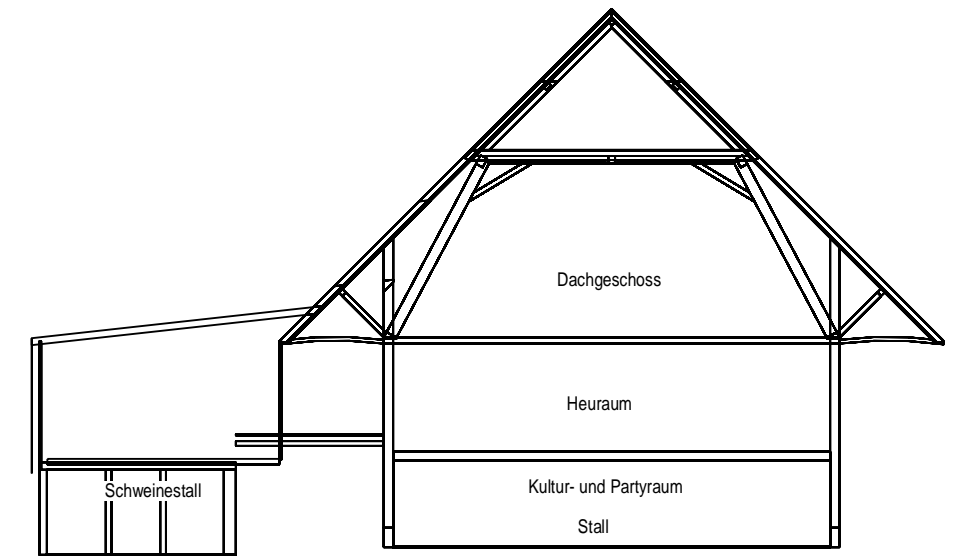 Dachgeschoss
Heuraum
Kultur- und Partyraum
Schweinestall
Stall